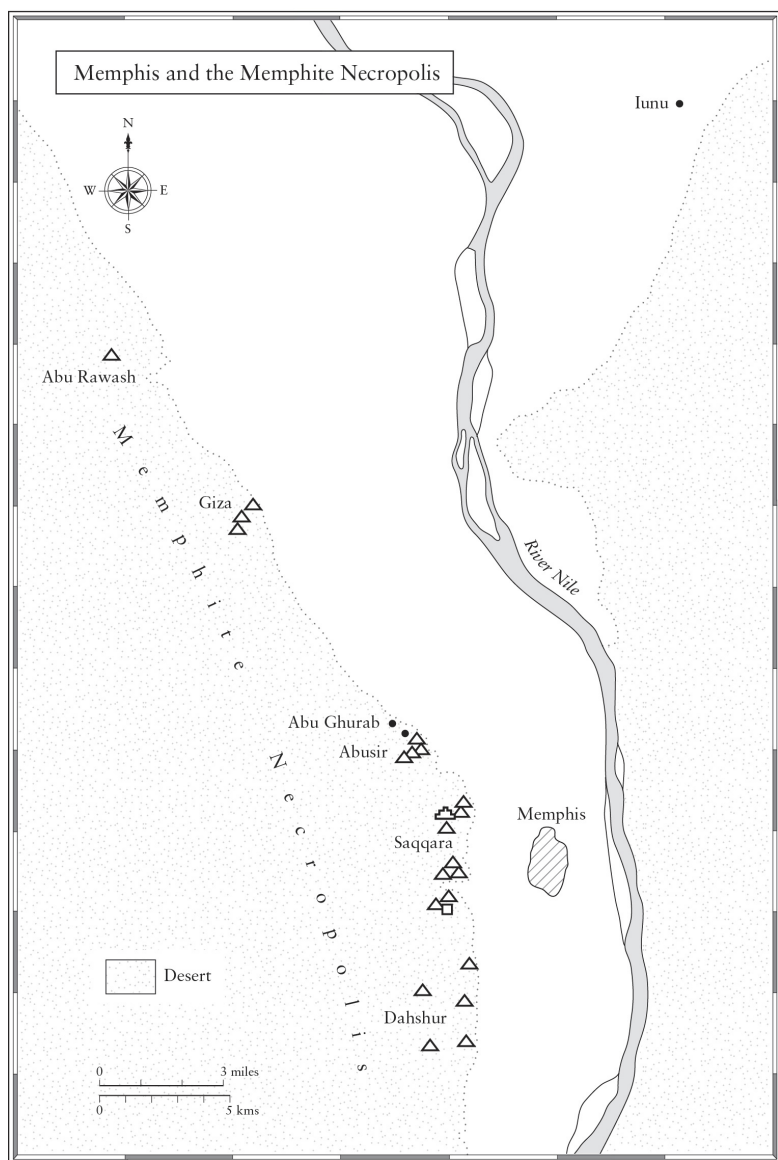 Memphis and the Memphite Necropolis
Iunu
N
W E
S
Abu Rawash
Memphite
Giza
River Nile
Abu Ghurab
Abusir
Necropolis
Memphis
Saqqara
Desert
Dahshur
0 3 miles
0 5 kms